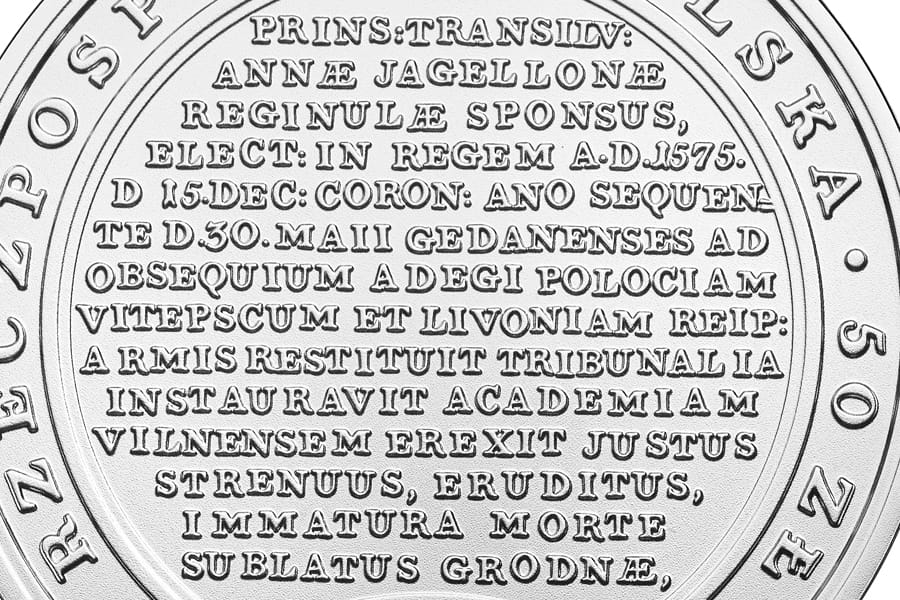 PRINS:TRANSILV:
ANNÆ JAGELLONÆ
REGINULÆ SPONSUS,
ELECT: IN REGEM A·D.1575.
D 15.DEC: CORON: ANO SEQUEN=
TE D.30. MAII GEDANENSES AD
OBSEQUIUM ADEGI POLOCIAM
VITEPSCUM ET LIVONIAM REIP:
ARMIS RESTITUIT TRIBUNALIA
INSTAURAVIT ACADEMIAM
VILNENSEM EREXIT JUSTUS
STRENUUS, ERUDITUS,
IMMATURA MORTE
SUBLATUS GRODNÆ,
RZECZPOSP LSKA · 50 ZŁ